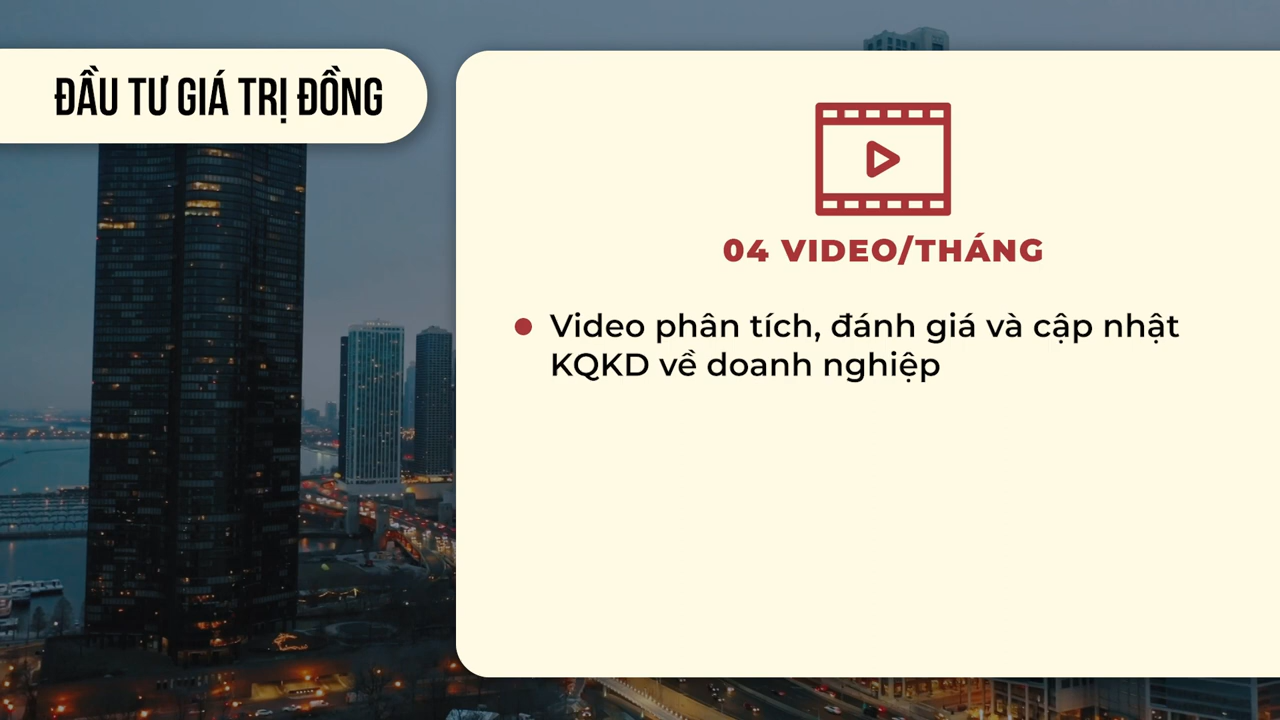 ĐẦU TƯ GIÁ TRỊ ĐỒNG
04 VIDEO/THÁNG
Video phân tích, đánh giá và cập nhật
KQKD về doanh nghiệp